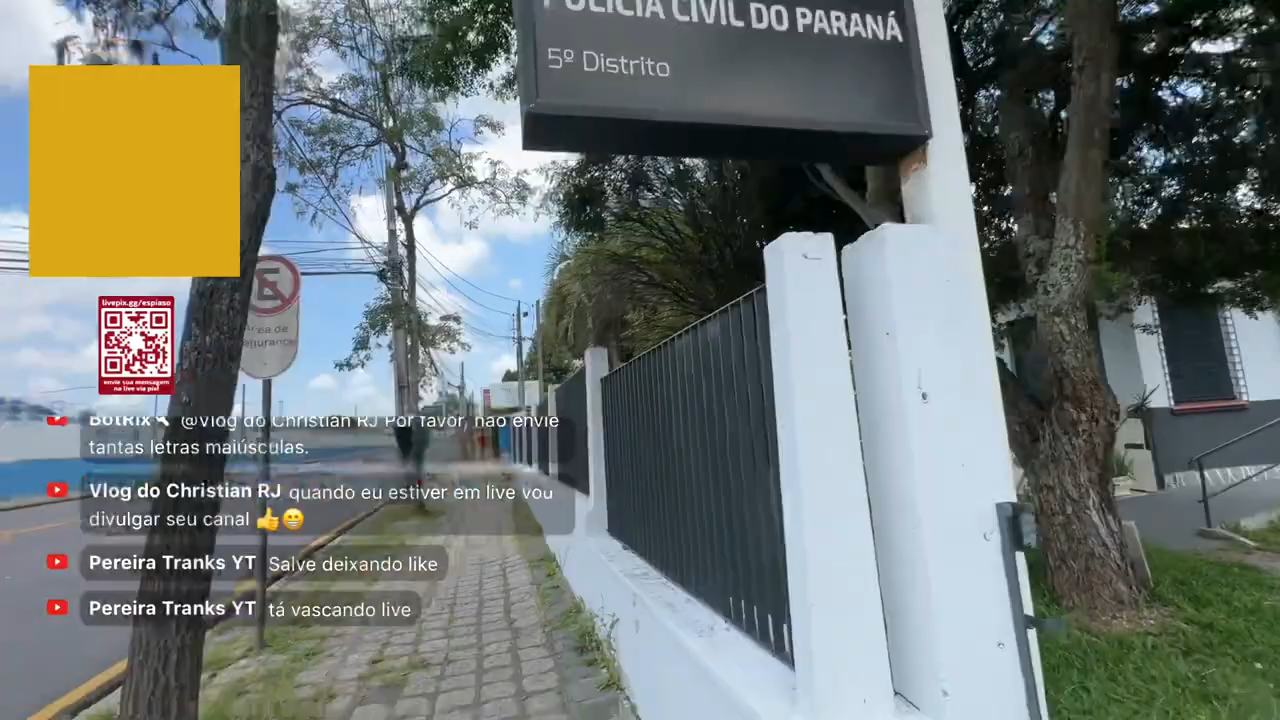 POLÍCIA CIVIL DO PARANÁ
5º Distrito
Área de
Segurança
livepix.gg/espiaso
envie sua mensagem
na live via pix!
BotRix @Vlog do Christian RJ Por favor, não envie
tantas letras maiúsculas.
Vlog do Christian RJ quando eu estiver em live vou
divulgar seu canal 👍😁
Pereira Tranks YT Salve deixando like
Pereira Tranks YT tá vascando live